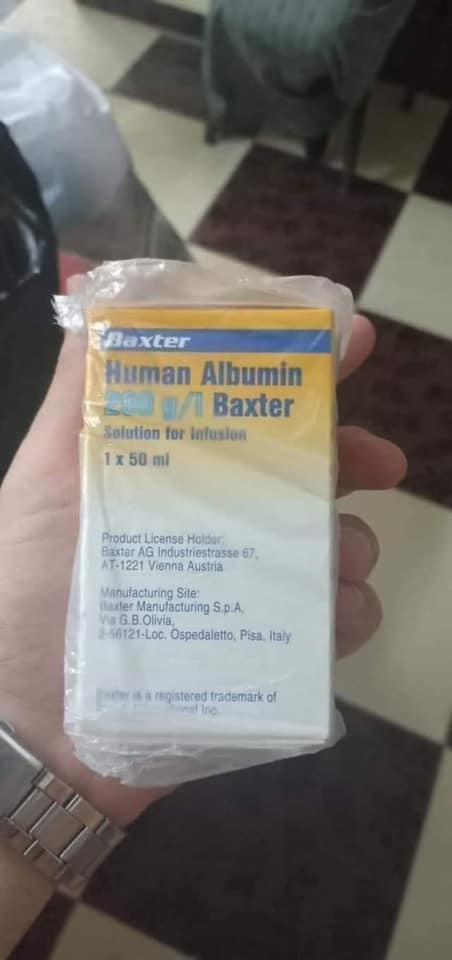 Baxter
Human Albumin
200 g/l Baxter
Solution for Infusion
1 x 50 ml
Product License Holder:
Baxter AG Industriestrasse 67,
AT-1221 Vienna Austria
Manufacturing Site:
Baxter Manufacturing S.p.A,
Via G.B.Olivia,
2-56121-Loc. Ospedaletto, Pisa, Italy
Baxter is a registered trademark of
Inc.